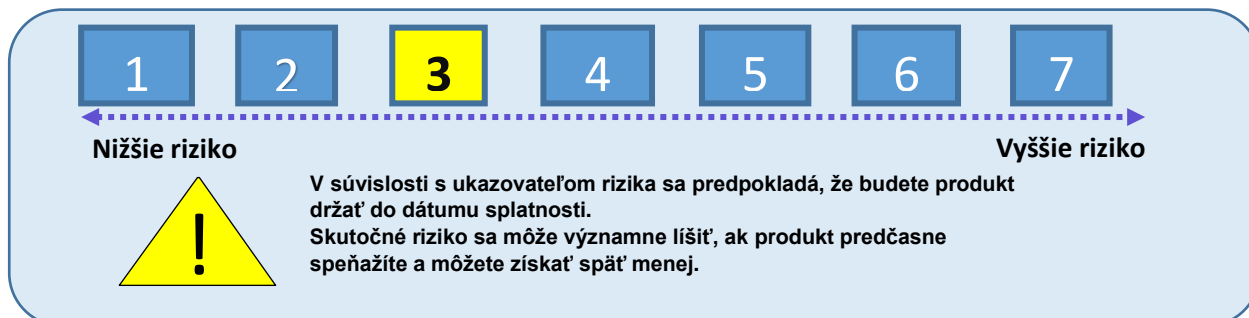 1 2 3 4 5 6 7
Nižšie riziko
Vyššie riziko
!
V súvislosti s ukazovateľom rizika sa predpokladá, že budete produkt
držať do dátumu splatnosti.
Skutočné riziko sa môže významne líšiť, ak produkt predčasne
speňažíte a môžete získať späť menej.